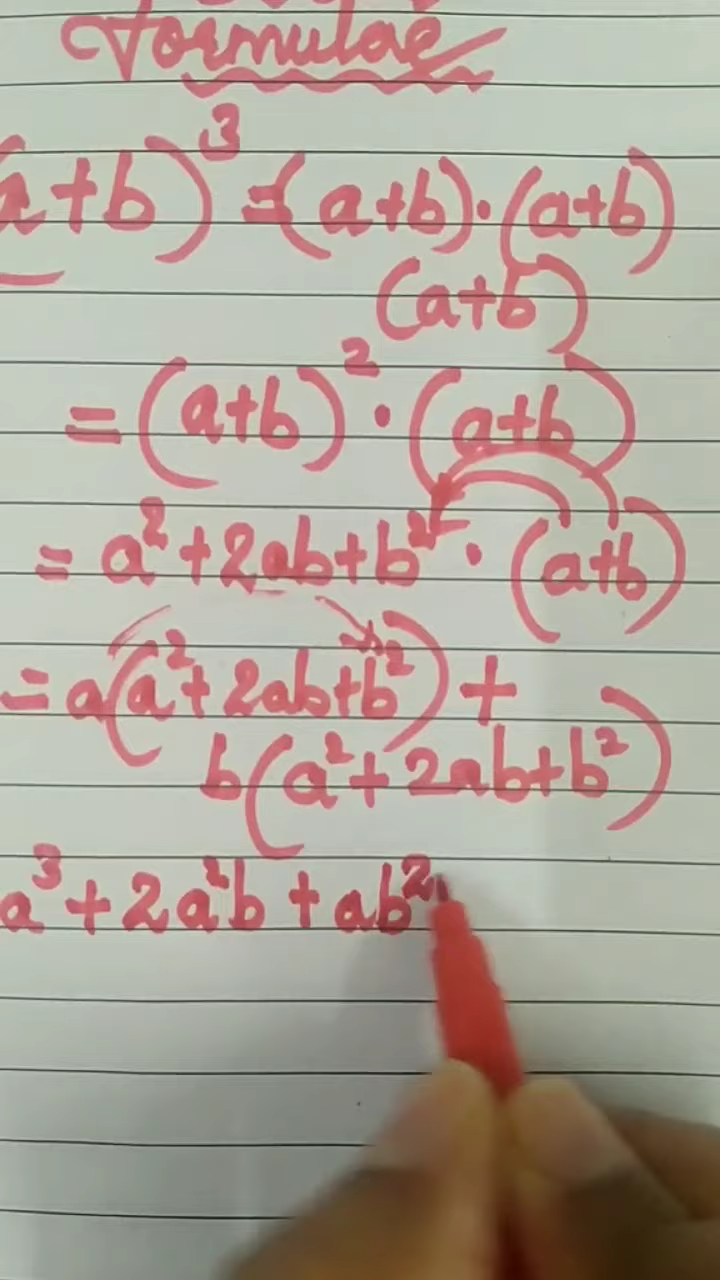 Formulae
a+b)³ = (a+b)·(a+b)
(a+b)
= (a+b)²·(a+b)
= a²+2ab+b²·(a+b)
= a(a²+2ab+b²) +
b(a²+2ab+b²)
a³+2a²b+ab²